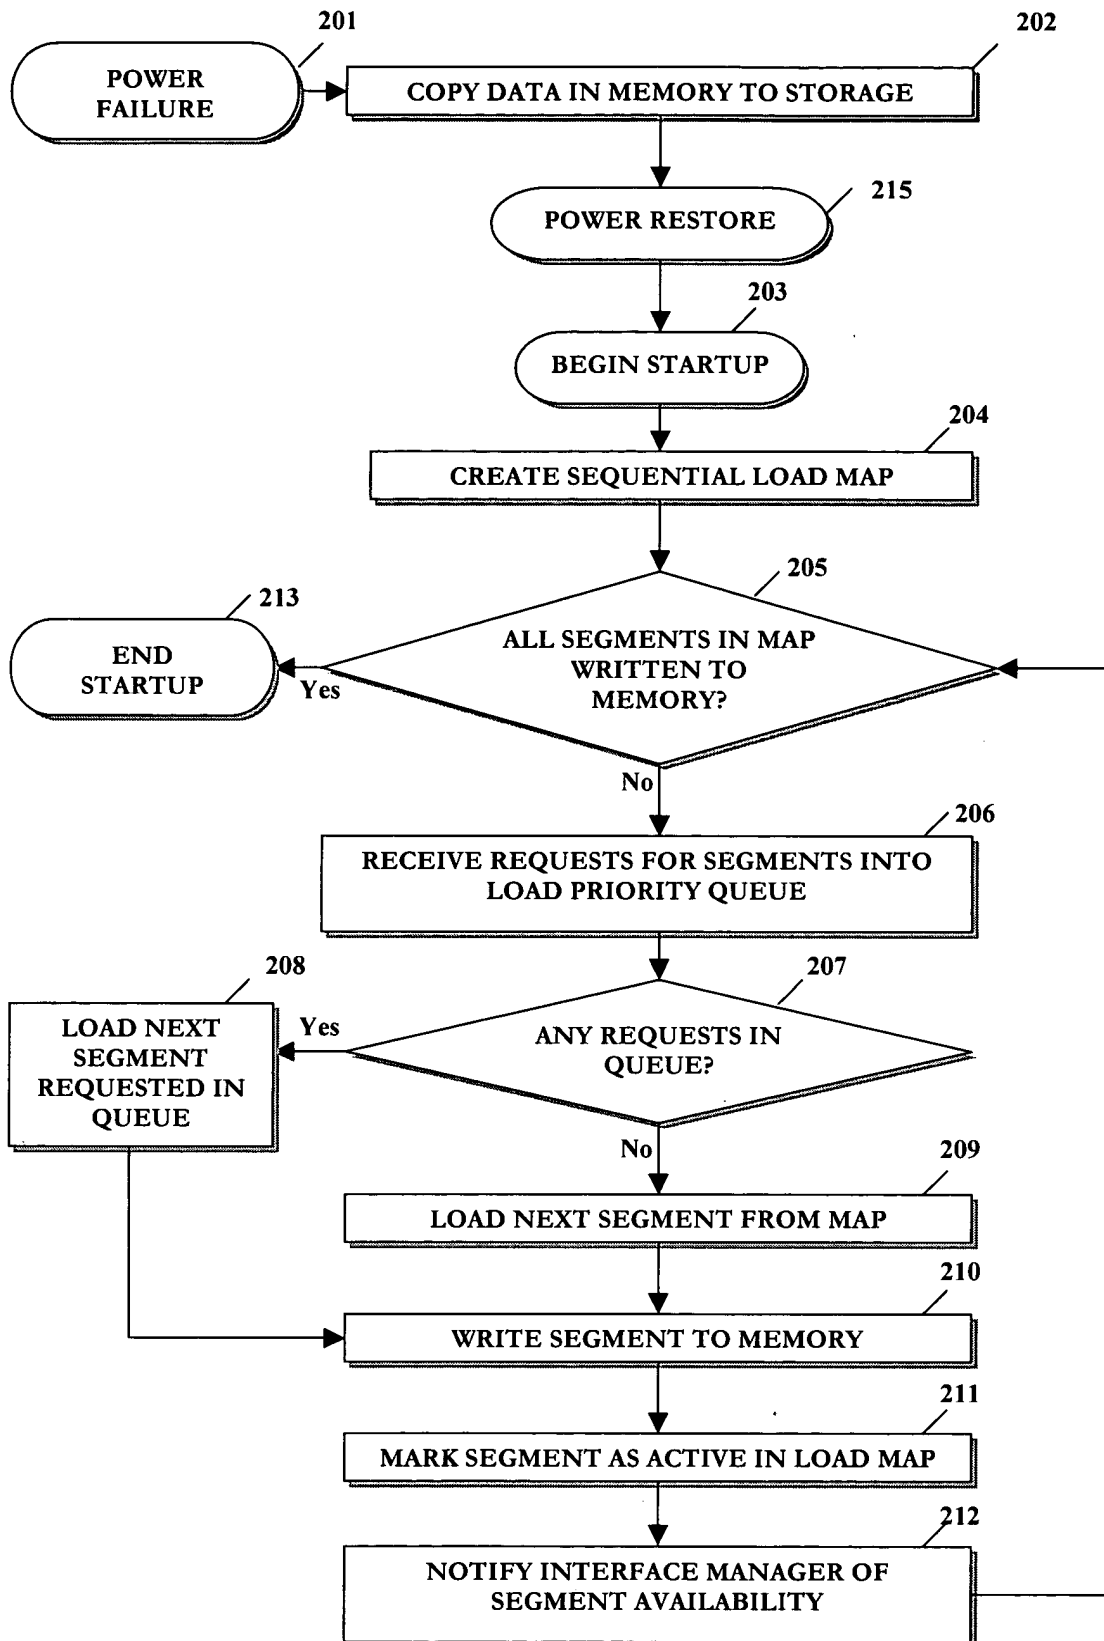 201
202
POWER
FAILURE
COPY DATA IN MEMORY TO STORAGE
215
POWER RESTORE
203
BEGIN STARTUP
204
CREATE SEQUENTIAL LOAD MAP
205
213
ALL SEGMENTS IN MAP
WRITTEN TO
MEMORY?
END
STARTUP
Yes
No
206
RECEIVE REQUESTS FOR SEGMENTS INTO
LOAD PRIORITY QUEUE
208
207
LOAD NEXT
SEGMENT
REQUESTED IN
QUEUE
Yes
ANY REQUESTS IN
QUEUE?
No
209
LOAD NEXT SEGMENT FROM MAP
210
WRITE SEGMENT TO MEMORY
211
MARK SEGMENT AS ACTIVE IN LOAD MAP
212
NOTIFY INTERFACE MANAGER OF
SEGMENT AVAILABILITY